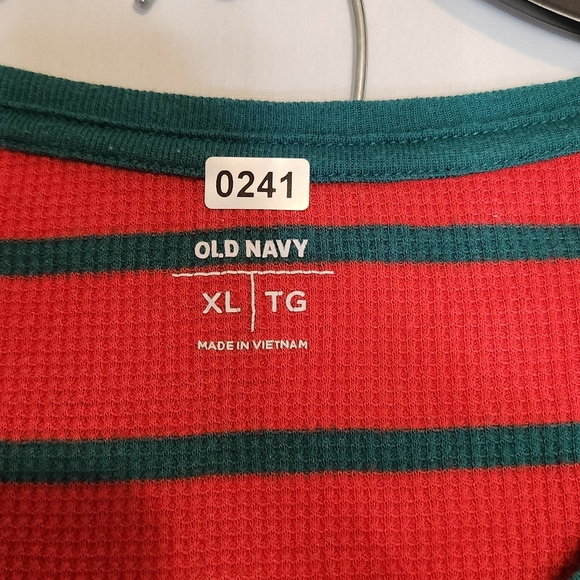 0241
OLD NAVY
XL TG
MADE IN VIETNAM